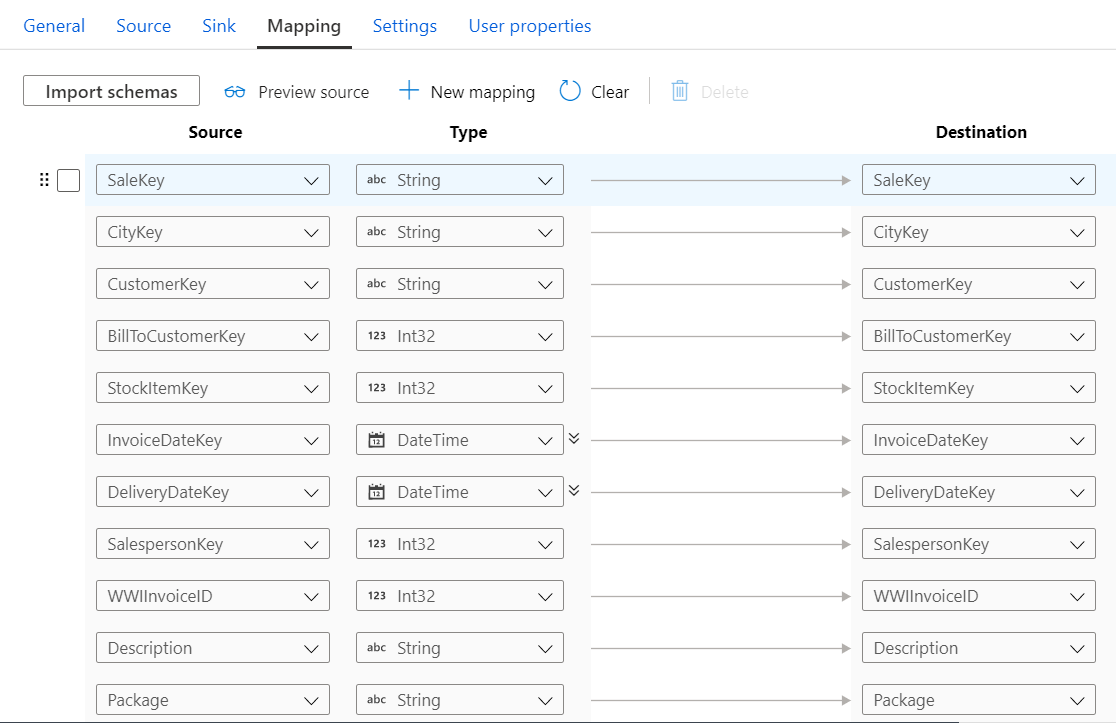 General Source Sink Mapping Settings User properties
Import schemas Preview source New mapping Clear Delete
Source Type Destination
SaleKey abc String SaleKey
CityKey abc String CityKey
CustomerKey abc String CustomerKey
BillToCustomerKey 123 Int32 BillToCustomerKey
StockItemKey 123 Int32 StockItemKey
InvoiceDateKey 12 DateTime InvoiceDateKey
DeliveryDateKey 12 DateTime DeliveryDateKey
SalespersonKey 123 Int32 SalespersonKey
WWIInvoiceID 123 Int32 WWIInvoiceID
Description abc String Description
Package abc String Package